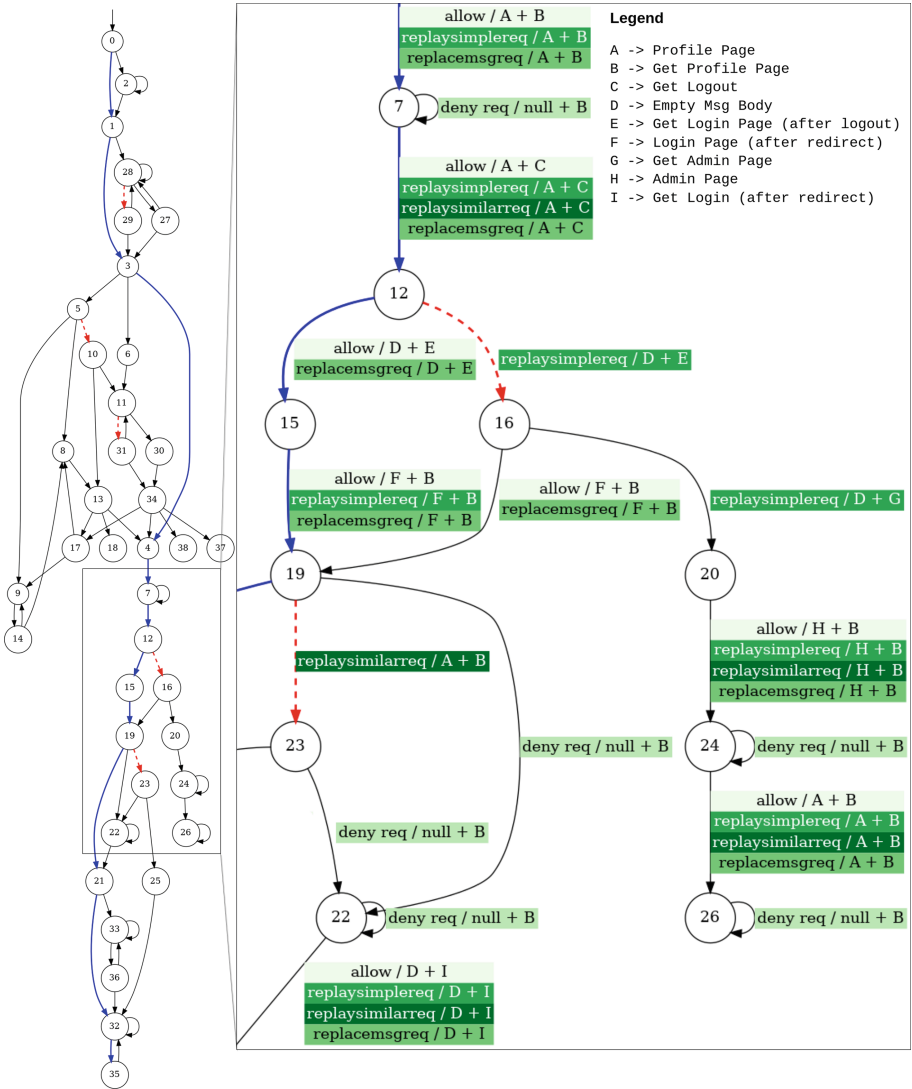 0
2
1
28
29
27
3
5
10
6
11
8
31
30
13
34
17
18
4
38
37
9
7
14
12
15
16
19
20
23
24
22
26
21
25
33
36
32
35
allow / A + B
replaysimplereq / A + B
replacemsgreq / A + B
7
deny req / null + B
allow / A + C
replaysimplereq / A + C
replaysimilarreq / A + C
replacemsgreq / A + C
12
allow / D + E
replacemsgreq / D + E
replaysimplereq / D + E
15
16
allow / F + B
replaysimplereq / F + B
replacemsgreq / F + B
allow / F + B
replacemsgreq / F + B
replaysimplereq / D + G
19
20
allow / H + B
replaysimplereq / H + B
replaysimilarreq / H + B
replacemsgreq / H + B
replaysimilarreq / A + B
23
deny req / null + B
24
deny req / null + B
allow / A + B
replaysimplereq / A + B
replaysimilarreq / A + B
replacemsgreq / A + B
deny req / null + B
22
deny req / null + B
26
deny req / null + B
allow / D + I
replaysimplereq / D + I
replaysimilarreq / D + I
replacemsgreq / D + I
Legend
A -> Profile Page
B -> Get Profile Page
C -> Get Logout
D -> Empty Msg Body
E -> Get Login Page (after logout)
F -> Login Page (after redirect)
G -> Get Admin Page
H -> Admin Page
I -> Get Login (after redirect)